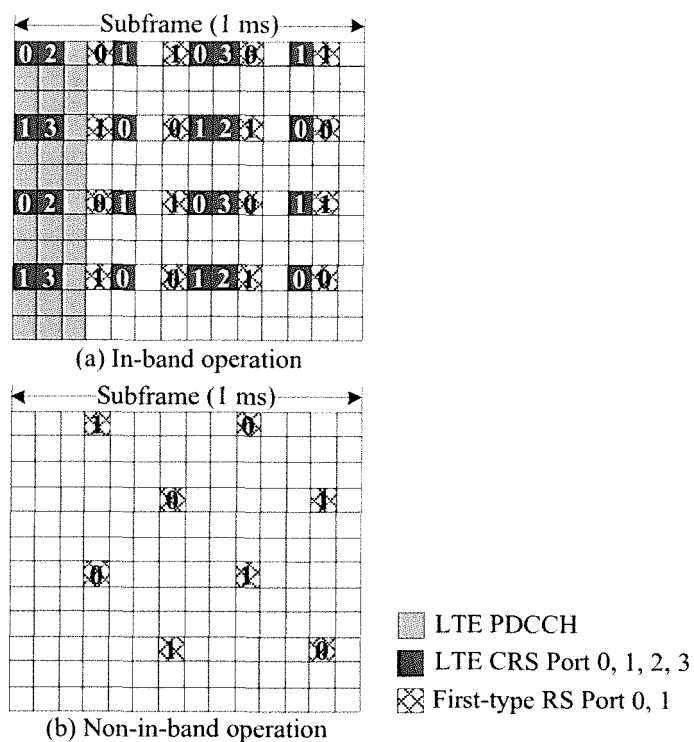 Subframe (1 ms)
0 2 0 1 1 0 3 0 1 1
1 3 1 0 0 1 2 1 0 0
0 2 0 1 1 0 3 0 1 1
1 3 1 0 0 1 2 1 0 0
(a) In-band operation
Subframe (1 ms)
1 0
0 1
0 1
1 0
(b) Non-in-band operation
LTE PDCCH
LTE CRS Port 0, 1, 2, 3
First-type RS Port 0, 1